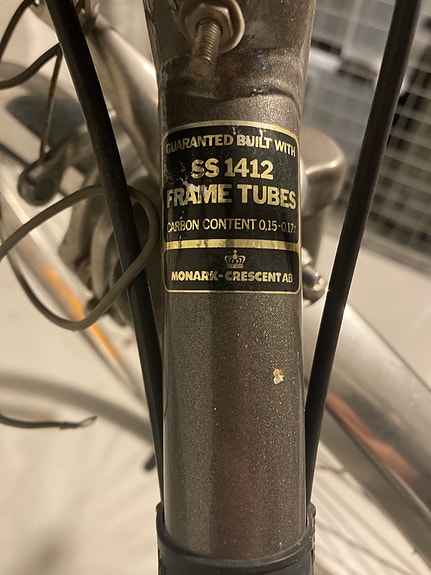 GUARANTED BUILT WITH
SS 1412
FRAME TUBES
CARBON CONTENT 0,15-0,17%
MONARK-CRESCENT AB